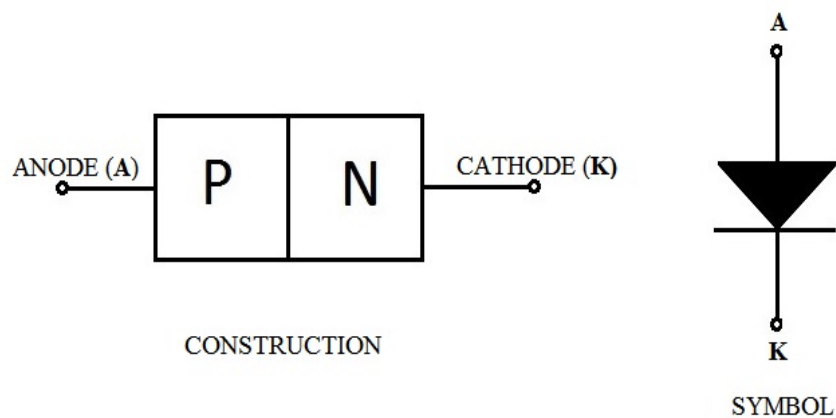 ANODE (A)
P
N
CATHODE (K)
CONSTRUCTION
A
K
SYMBOL